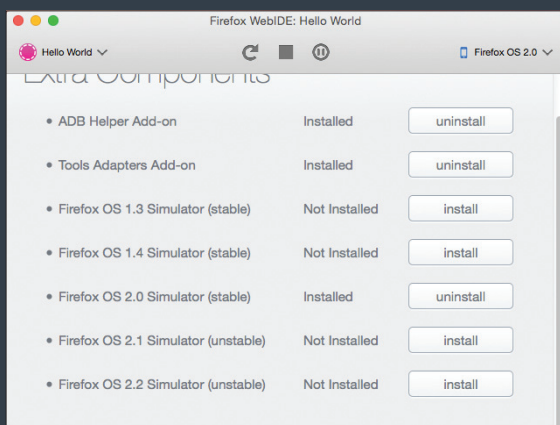 Firefox WebIDE: Hello World
Hello World
Firefox OS 2.0
Extra Components
• ADB Helper Add-on Installed uninstall
• Tools Adapters Add-on Installed uninstall
• Firefox OS 1.3 Simulator (stable) Not Installed install
• Firefox OS 1.4 Simulator (stable) Not Installed install
• Firefox OS 2.0 Simulator (stable) Installed uninstall
• Firefox OS 2.1 Simulator (unstable) Not Installed install
• Firefox OS 2.2 Simulator (unstable) Not Installed install